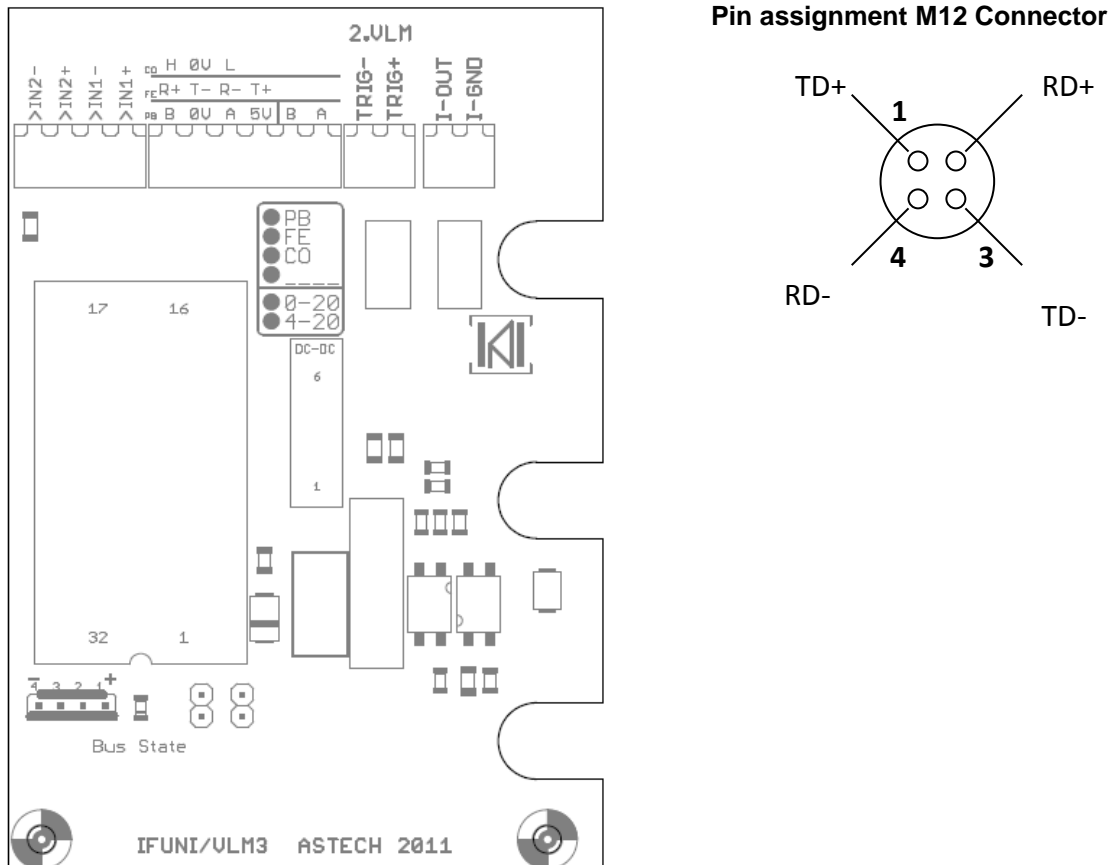 Pin assignment M12 Connector
2.VLM
>IN2-
>IN2+
>IN1-
>IN1+
CO H 0V L
FE R+ T- R- T+
PB B 0V A 5V B A
TRIG-
TRIG+
I-OUT
I-GND
TD+ RD+
1
4 3
RD-
TD-
PB
FE
CO
____
0-20
4-20
17 16
DC-DC
6
1
32 1
- +
4 3 2 1
Bus State
IFUNI/VLM3 ASTECH 2011